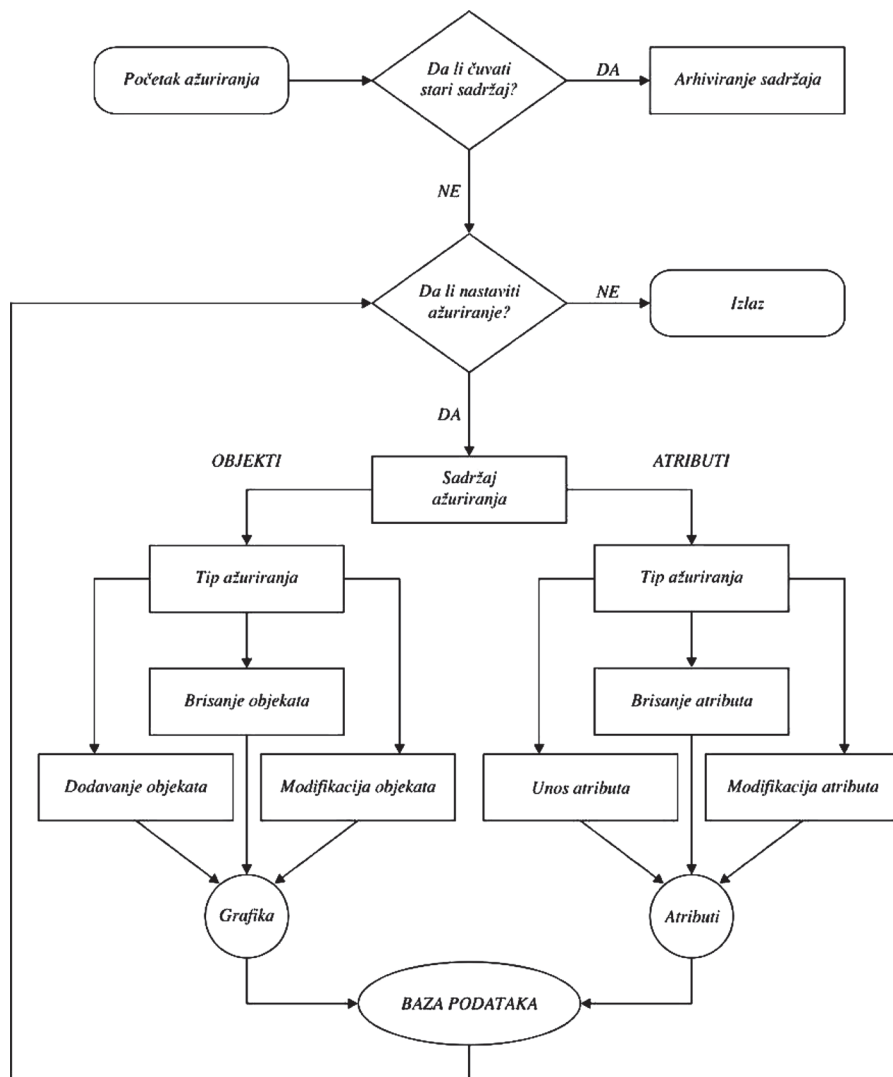 Početak ažuriranja
Da li čuvati
stari sadržaj?
DA
Arhiviranje sadržaja
NE
Da li nastaviti
ažuriranje?
NE
Izlaz
DA
OBJEKTI
Sadržaj
ažuriranja
ATRIBUTI
Tip ažuriranja
Tip ažuriranja
Brisanje objekata
Brisanje atributa
Dodavanje objekata
Modifikacija objekata
Unos atributa
Modifikacija atributa
Grafika
Atributi
BAZA PODATAKA